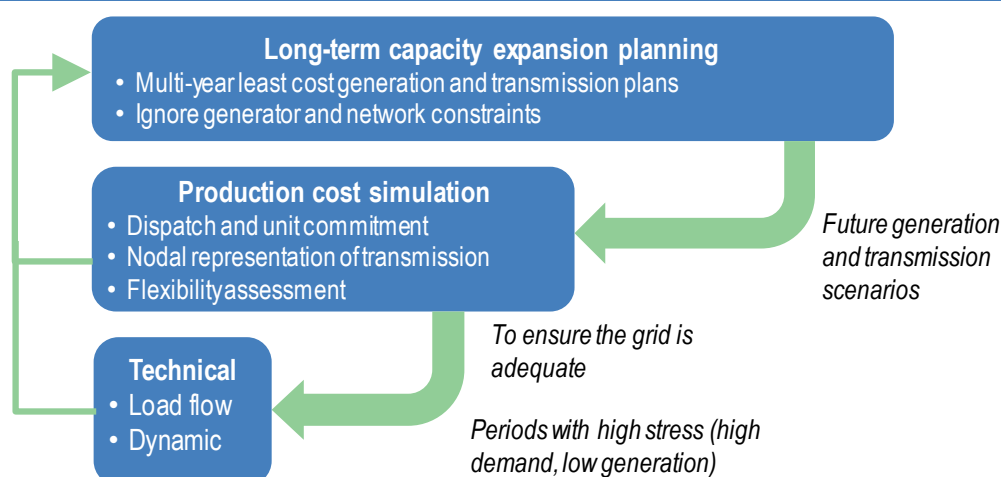 Long-term capacity expansion planning
• Multi-year least cost generation and transmission plans
• Ignore generator and network constraints
Production cost simulation
• Dispatch and unit commitment
• Nodal representation of transmission
• Flexibility assessment
Future generation
and transmission
scenarios
To ensure the grid is
adequate
Technical
• Load flow
• Dynamic
Periods with high stress (high
demand, low generation)